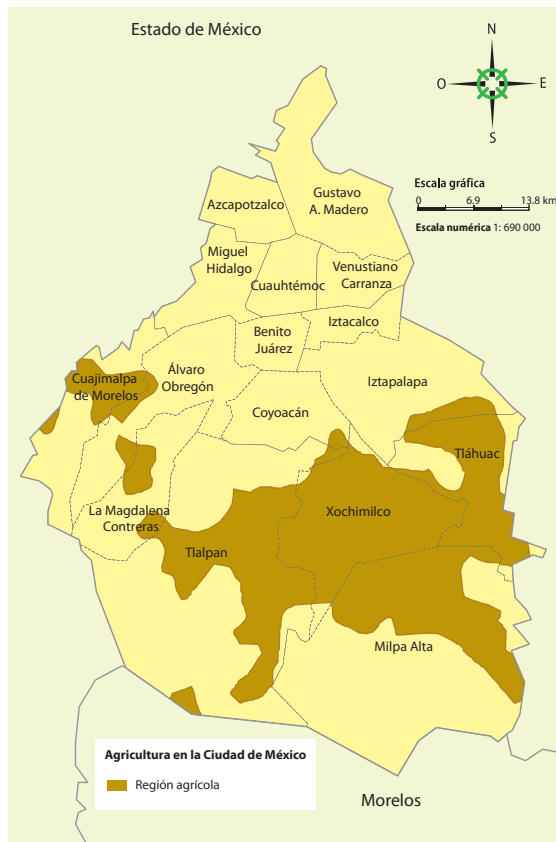 Estado de México
N
O
E
S
Escala gráfica
0 6.9 13.8 km
Escala numérica 1: 690 000
Gustavo
A. Madero
Azcapotzalco
Miguel
Hidalgo
Cuauhtémoc
Venustiano
Carranza
Iztacalco
Benito
Juárez
Álvaro
Obregón
Cuajimalpa
de Morelos
Coyoacán
Iztapalapa
Tláhuac
La Magdalena
Contreras
Xochimilco
Tlalpan
Milpa Alta
Agricultura en la Ciudad de México
Región agrícola
Morelos